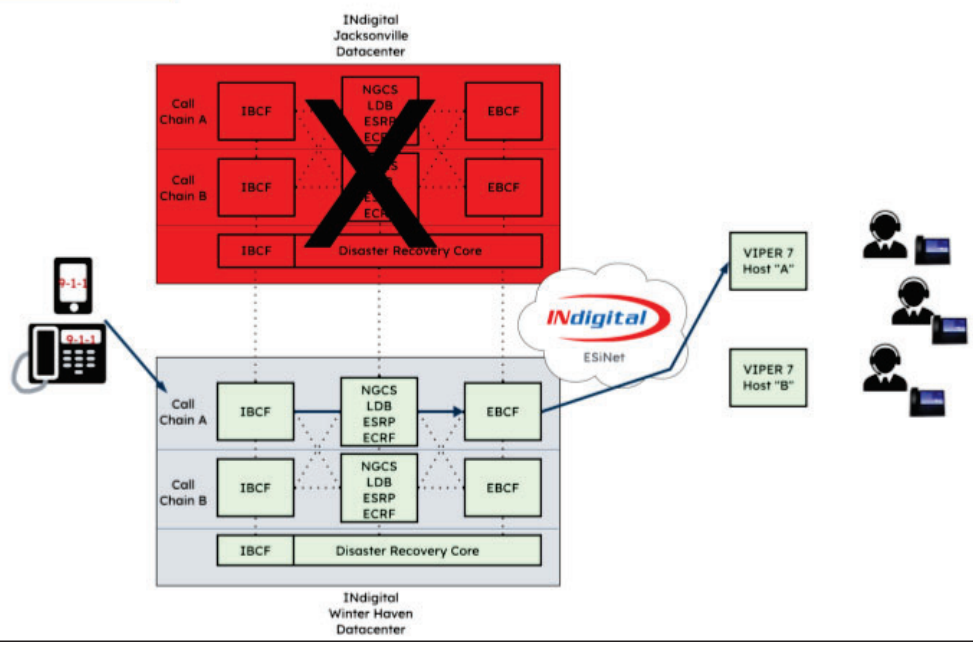 INdigital
Jacksonville
Datacenter
Call
Chain A
IBCF
NGCS
LDB
ESRP
ECRF
EBCF
Call
Chain B
IBCF
EBCF
IBCF
Disaster Recovery Core
9-1-1
9-1-1
INdigital
ESiNet
VIPER 7
Host "A"
VIPER 7
Host "B"
Call
Chain A
IBCF
NGCS
LDB
ESRP
ECRF
EBCF
Call
Chain B
IBCF
NGCS
LDB
ESRP
ECRF
EBCF
IBCF
Disaster Recovery Core
INdigital
Winter Haven
Datacenter